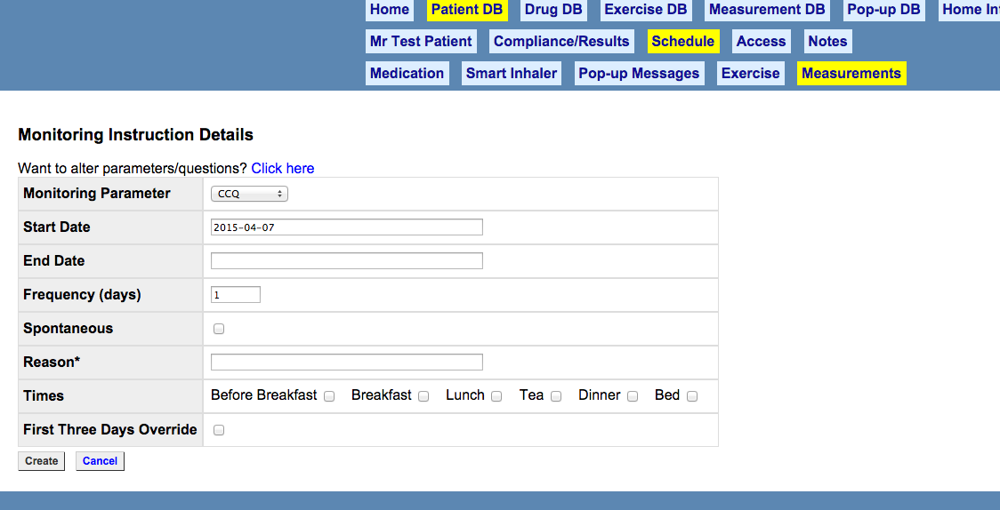 Home Patient DB Drug DB Exercise DB Measurement DB Pop-up DB Home
Mr Test Patient Compliance/Results Schedule Access Notes
Medication Smart Inhaler Pop-up Messages Exercise Measurements
Monitoring Instruction Details
Want to alter parameters/questions? Click here
Monitoring Parameter CCQ
Start Date 2015-04-07
End Date
Frequency (days) 1
Spontaneous
Reason*
Times Before Breakfast Breakfast Lunch Tea Dinner Bed
First Three Days Override
Create Cancel